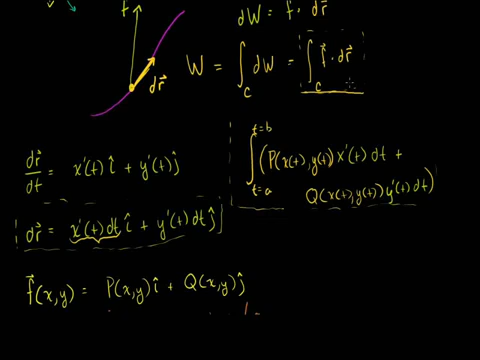 f
dr⃗
dW = f⃗ · dr⃗
W = ∫_C dW = ∫_C f⃗ · dr⃗
dr⃗/dt = x'(t) î + y'(t) ĵ
dr⃗ = x'(t) dt î + y'(t) dt ĵ
f⃗(x,y) = P(x,y) î + Q(x,y) ĵ
t=b
∫ (P(x(t), y(t)) x'(t) dt +
t=a
Q(x(t), y(t)) y'(t) dt)